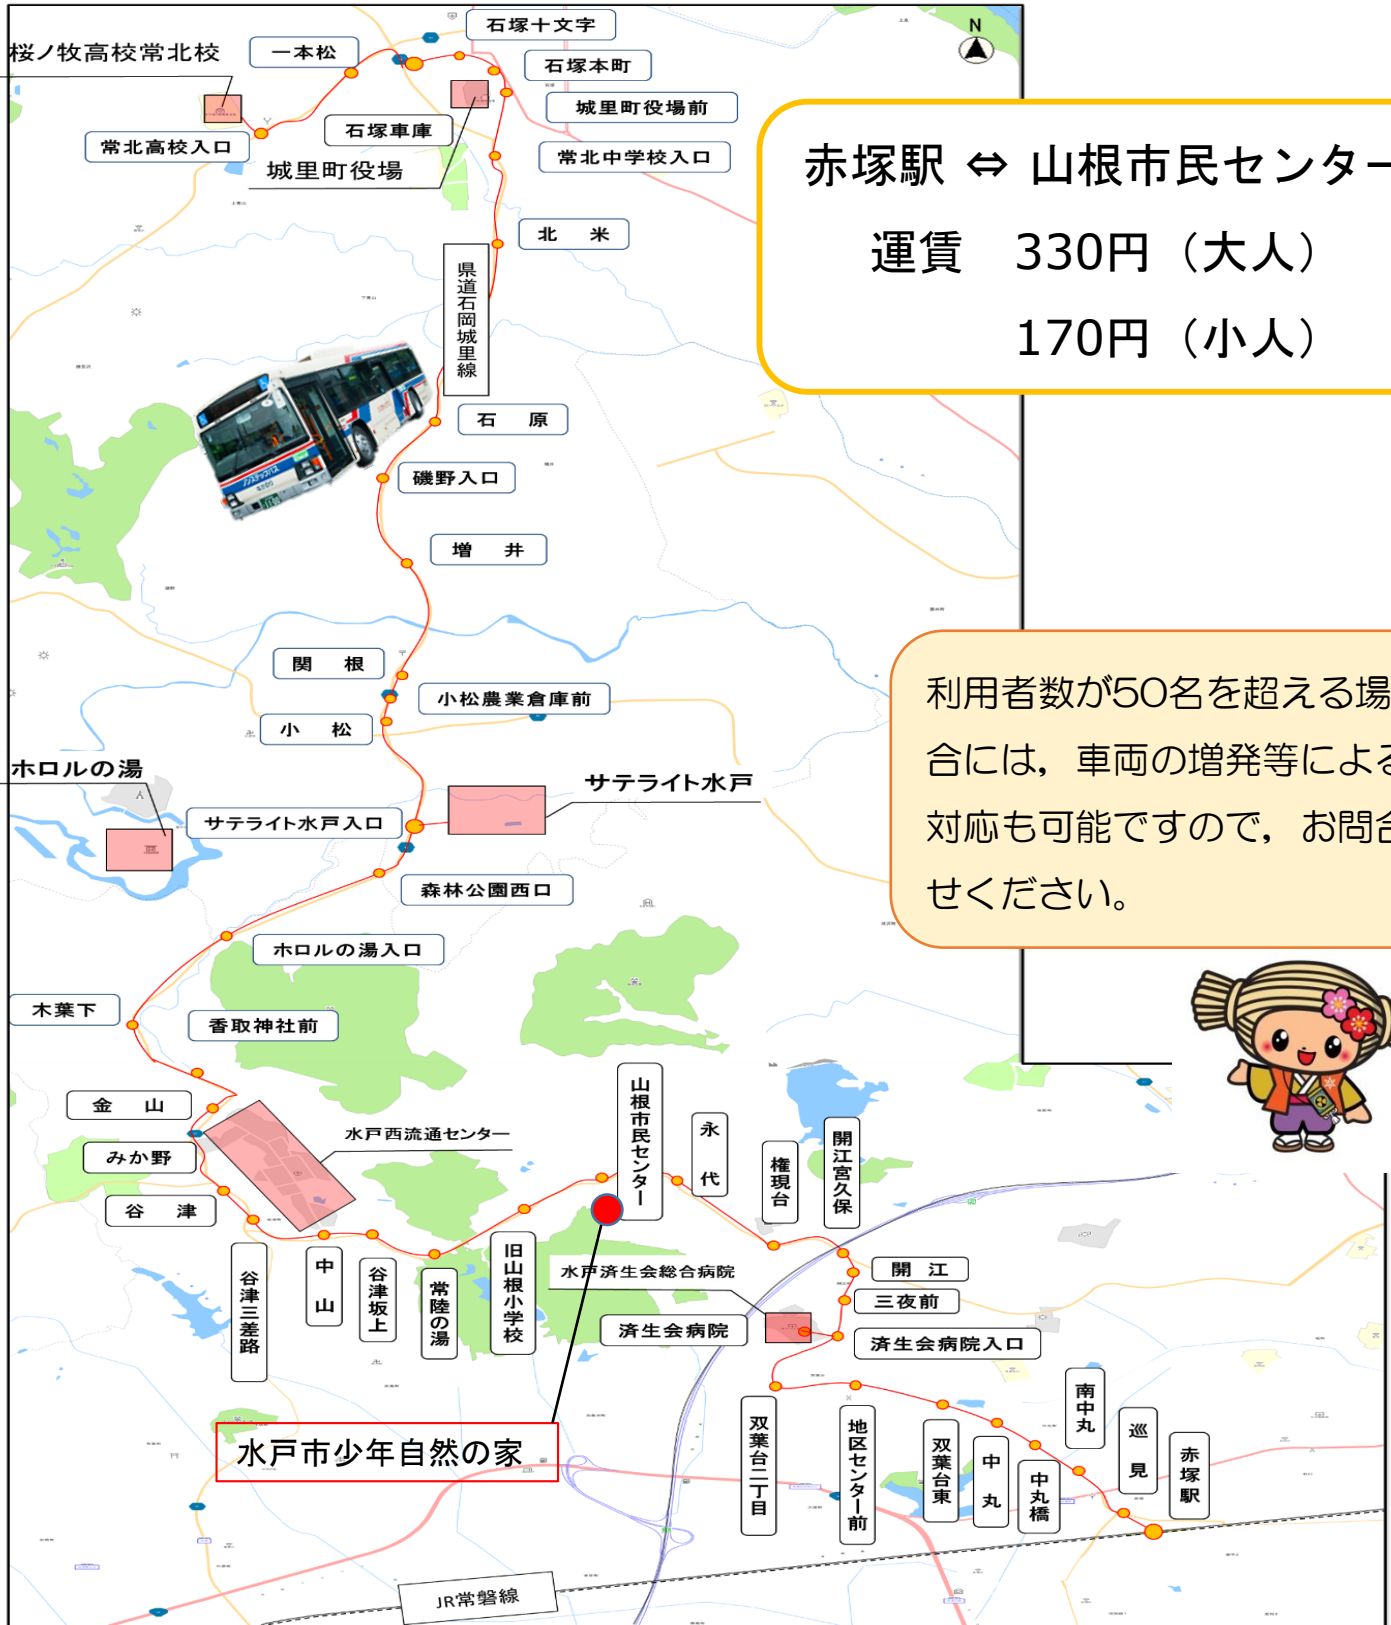 桜ノ牧高校常北校
一本松
石塚十文字
石塚本町
城里町役場前
石塚車庫
常北高校入口
城里町役場
常北中学校入口
北 米
県道石岡城里線
N
赤塚駅 ⇔ 山根市民センター
運賃 330円（大人）
170円（小人）
石 原
磯野入口
増 井
関 根
小松農業倉庫前
小 松
利用者数が50名を超える場
合には，車両の増発等による
対応も可能ですので，お問合
せください。
ホロルの湯
サテライト水戸
サテライト水戸入口
森林公園西口
ホロルの湯入口
木葉下
香取神社前
金 山
みか野
谷 津
水戸西流通センター
山根市民センター
永 代
権現台
開江宮久保
谷津三差路
中 山
谷津坂上
常陸の湯
旧山根小学校
水戸済生会総合病院
開 江
三夜前
済生会病院
済生会病院入口
水戸市少年自然の家
双葉台二丁目
地区センター前
双葉台東
中 丸
中丸橋
南中丸
巡 見
赤塚駅
JR常磐線